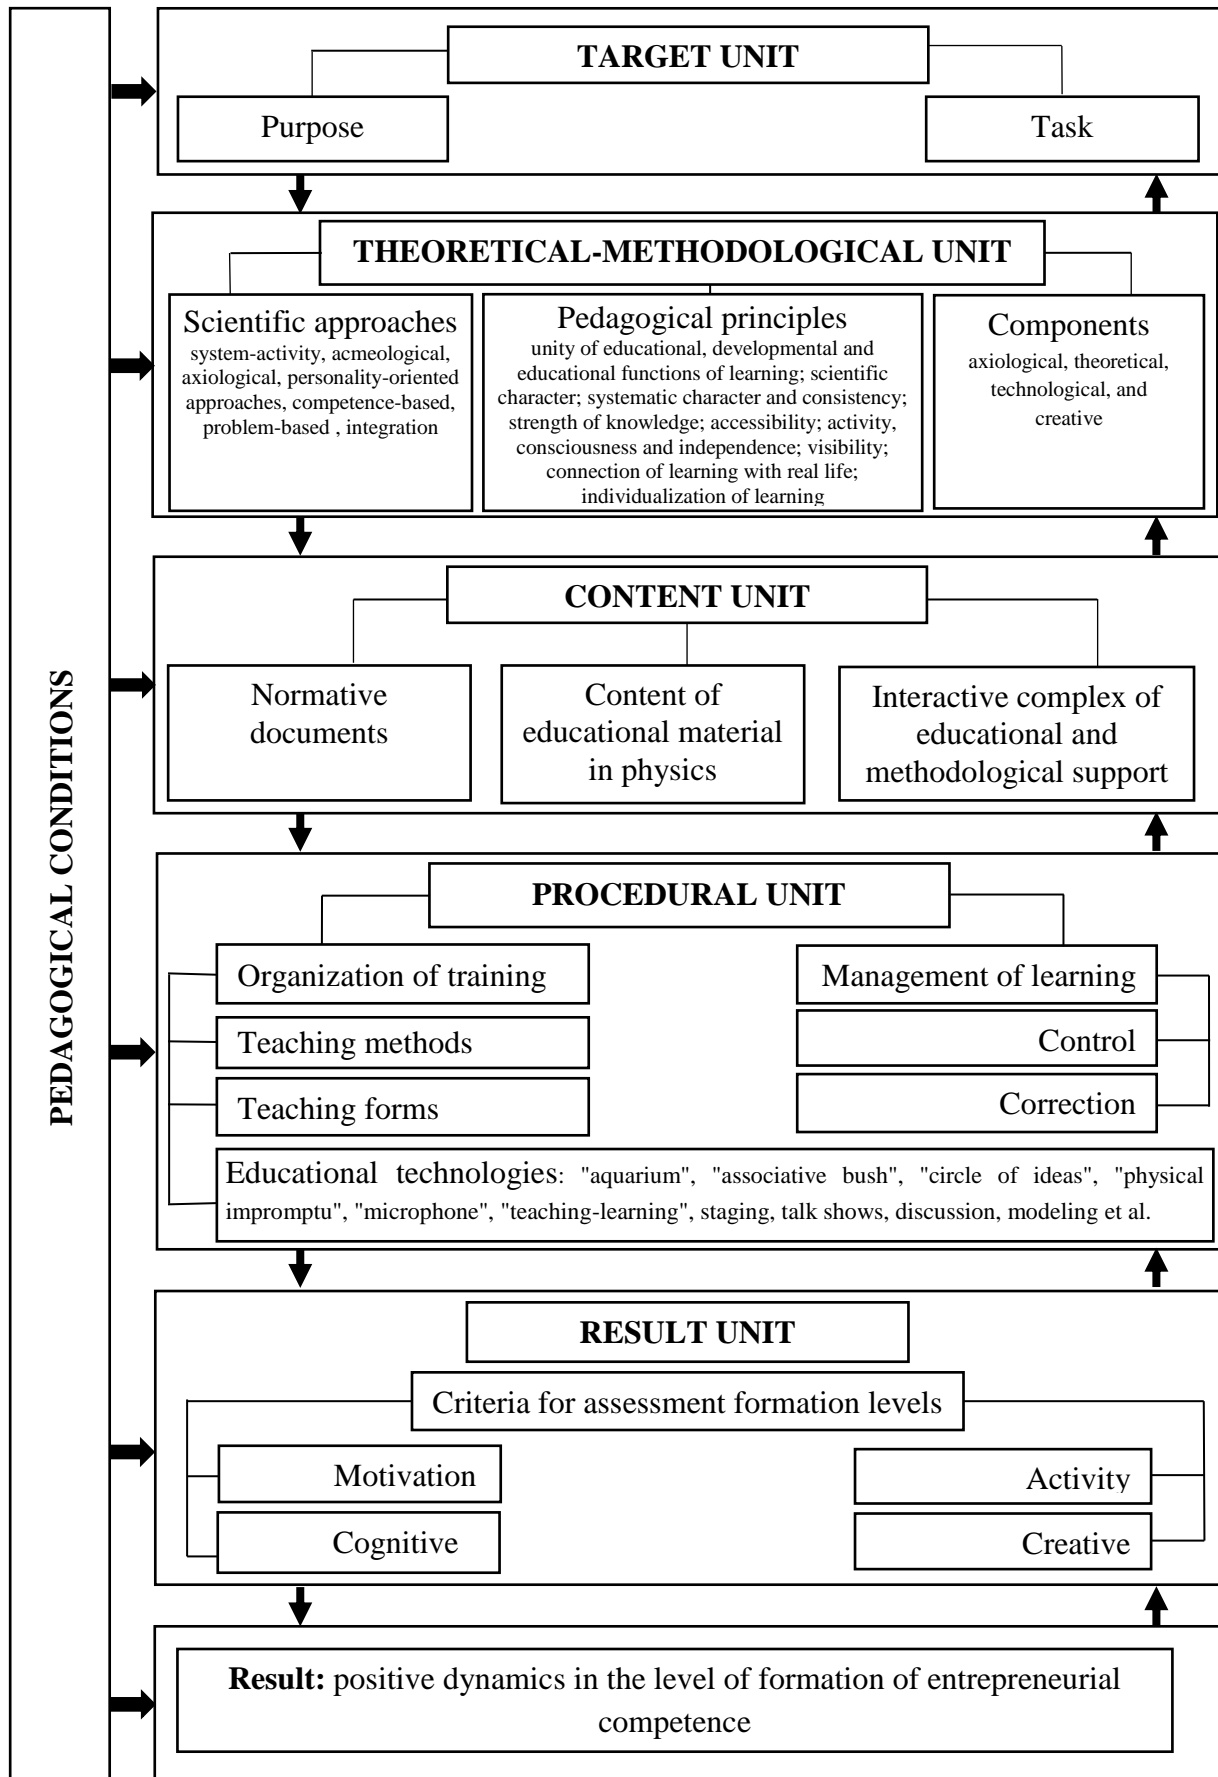 PEDAGOGICAL CONDITIONS
TARGET UNIT
Purpose
Task
THEORETICAL-METHODOLOGICAL UNIT
Scientific approaches
system-activity, acmeological,
axiological, personality-oriented
approaches, competence-based,
problem-based , integration
Pedagogical principles
unity of educational, developmental and
educational functions of learning; scientific
character; systematic character and consistency;
strength of knowledge; accessibility; activity,
consciousness and independence; visibility;
connection of learning with real life;
individualization of learning
Components
axiological, theoretical,
technological, and
creative
CONTENT UNIT
Normative
documents
Content of
educational material
in physics
Interactive complex of
educational and
methodological support
PROCEDURAL UNIT
Organization of training
Teaching methods
Teaching forms
Management of learning
Control
Correction
Educational technologies: "aquarium", "associative bush", "circle of ideas", "physical
impromptu", "microphone", "teaching-learning", staging, talk shows, discussion, modeling et al.
RESULT UNIT
Criteria for assessment formation levels
Motivation
Cognitive
Activity
Creative
Result: positive dynamics in the level of formation of entrepreneurial
competence